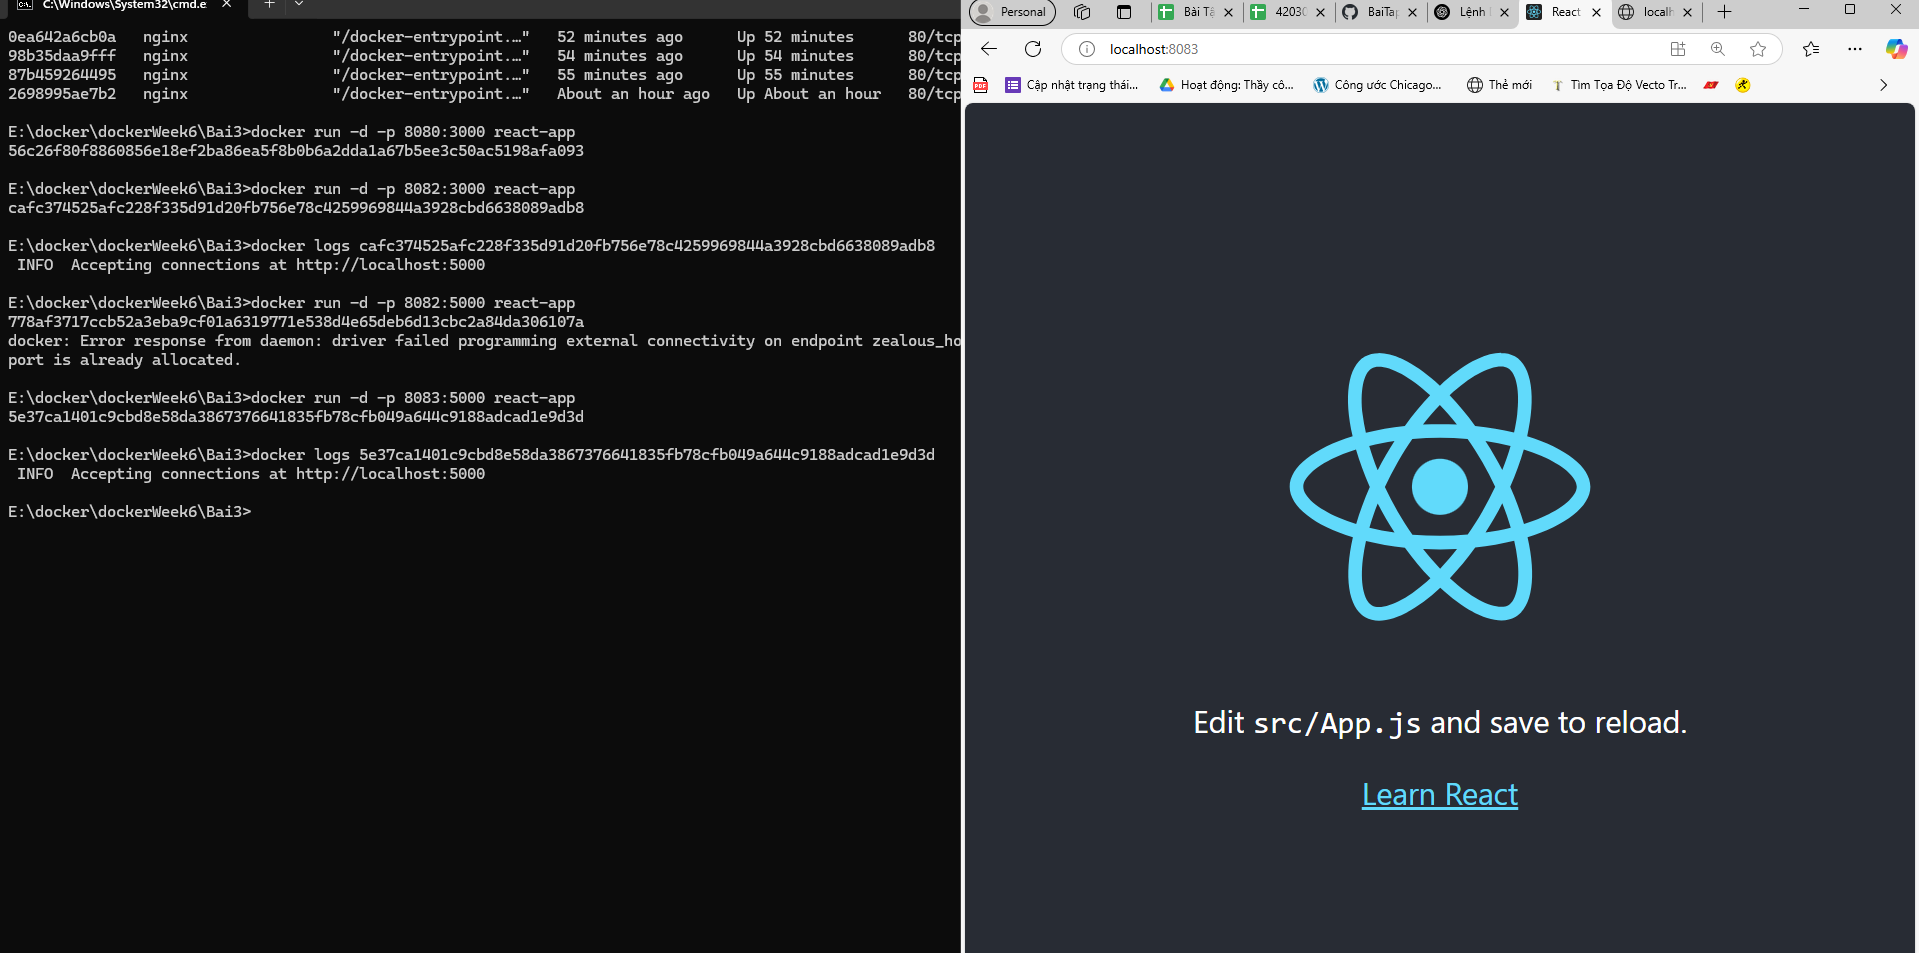 C:\Windows\System32\cmd.e
0ea642a6cb0a nginx "/docker-entrypoint.…" 52 minutes ago Up 52 minutes 80/tcp
98b35daa9fff nginx "/docker-entrypoint.…" 54 minutes ago Up 54 minutes 80/tcp
87b459264495 nginx "/docker-entrypoint.…" 55 minutes ago Up 55 minutes 80/tcp
2698995ae7b2 nginx "/docker-entrypoint.…" About an hour ago Up About an hour 80/tcp
E:\docker\dockerWeek6\Bai3>docker run -d -p 8080:3000 react-app
56c26f80f8860856e18ef2ba86ea5f8b0b6a2dda1a67b5ee3c50ac5198afa093
E:\docker\dockerWeek6\Bai3>docker run -d -p 8082:3000 react-app
cafc374525afc228f335d91d20fb756e78c4259969844a3928cbd6638089adb8
E:\docker\dockerWeek6\Bai3>docker logs cafc374525afc228f335d91d20fb756e78c4259969844a3928cbd6638089adb8
INFO Accepting connections at http://localhost:5000
E:\docker\dockerWeek6\Bai3>docker run -d -p 8082:5000 react-app
778af3717ccb52a3eba9cf01a6319771e538d4e65deb6d13cbc2a84da306107a
docker: Error response from daemon: driver failed programming external connectivity on endpoint zealous_ho
port is already allocated.
E:\docker\dockerWeek6\Bai3>docker run -d -p 8083:5000 react-app
5e37ca1401c9cbd8e58da3867376641835fb78cfb049a644c9188adcad1e9d3d
E:\docker\dockerWeek6\Bai3>docker logs 5e37ca1401c9cbd8e58da3867376641835fb78cfb049a644c9188adcad1e9d3d
INFO Accepting connections at http://localhost:5000
E:\docker\dockerWeek6\Bai3>
Personal Bài Tậ 4203( BaiTap Lệnh React localh
localhost:8083
PDF Cập nhật trạng thái... Hoạt động: Thầy cô... Công ước Chicago... Thẻ mới Tìm Tọa Độ Vecto Tr...
Edit src/App.js and save to reload.
Learn React